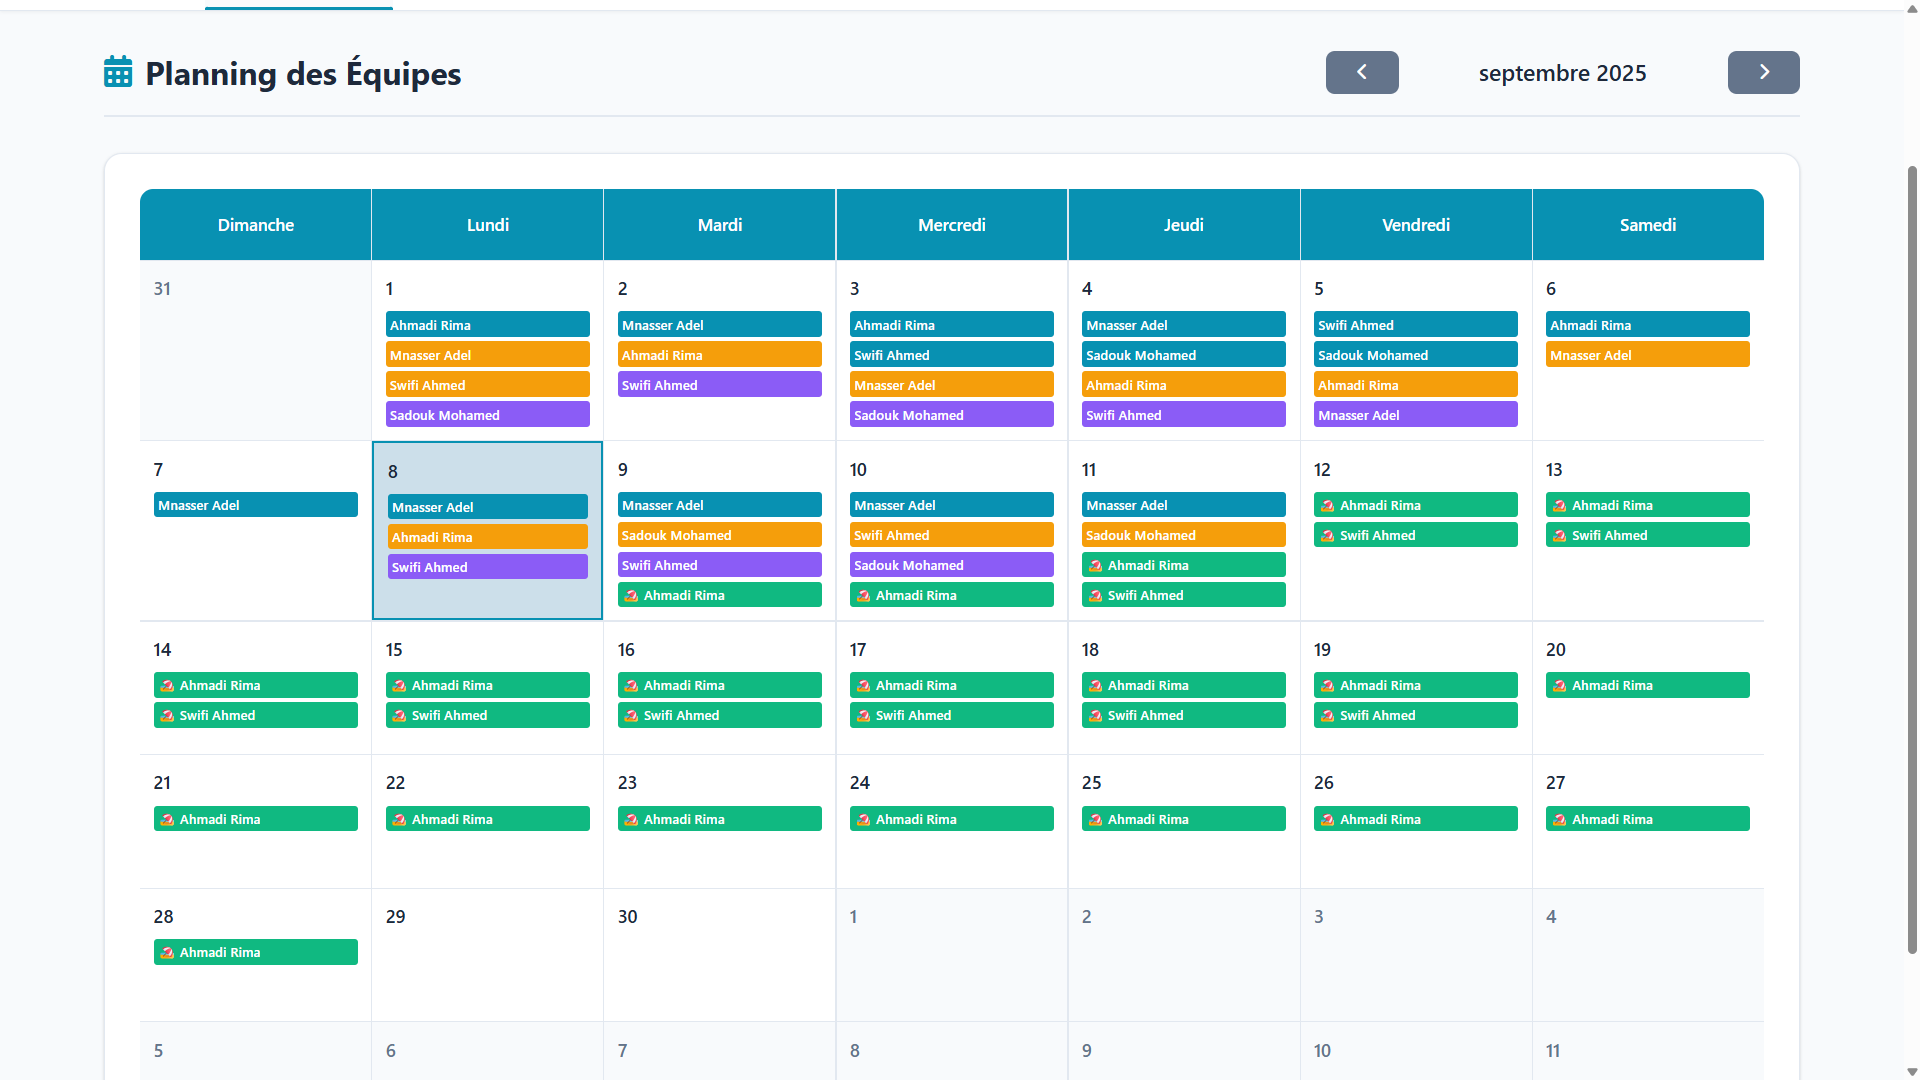 Planning des Équipes
septembre 2025
Dimanche Lundi Mardi Mercredi Jeudi Vendredi Samedi
31
1
Ahmadi Rima
Mnasser Adel
Swifi Ahmed
Sadouk Mohamed
2
Mnasser Adel
Ahmadi Rima
Swifi Ahmed
3
Ahmadi Rima
Swifi Ahmed
Mnasser Adel
Sadouk Mohamed
4
Mnasser Adel
Sadouk Mohamed
Ahmadi Rima
Swifi Ahmed
5
Swifi Ahmed
Sadouk Mohamed
Ahmadi Rima
Mnasser Adel
6
Ahmadi Rima
Mnasser Adel
7
Mnasser Adel
8
Mnasser Adel
Ahmadi Rima
Swifi Ahmed
9
Mnasser Adel
Sadouk Mohamed
Swifi Ahmed
Ahmadi Rima
10
Mnasser Adel
Swifi Ahmed
Sadouk Mohamed
Ahmadi Rima
11
Mnasser Adel
Sadouk Mohamed
Ahmadi Rima
Swifi Ahmed
12
Ahmadi Rima
Swifi Ahmed
13
Ahmadi Rima
Swifi Ahmed
14
Ahmadi Rima
Swifi Ahmed
15
Ahmadi Rima
Swifi Ahmed
16
Ahmadi Rima
Swifi Ahmed
17
Ahmadi Rima
Swifi Ahmed
18
Ahmadi Rima
Swifi Ahmed
19
Ahmadi Rima
Swifi Ahmed
20
Ahmadi Rima
21
Ahmadi Rima
22
Ahmadi Rima
23
Ahmadi Rima
24
Ahmadi Rima
25
Ahmadi Rima
26
Ahmadi Rima
27
Ahmadi Rima
28
Ahmadi Rima
29
30
1
2
3
4
5
6
7
8
9
10
11